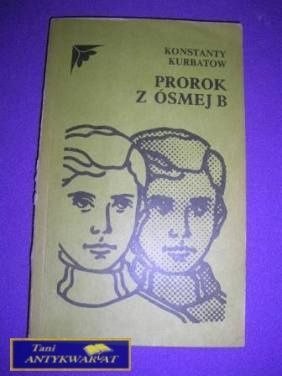 KONSTANTY
KURBATOW
PROROK
Z ÓSMEJ B
Tani
ANTYKWARIAT